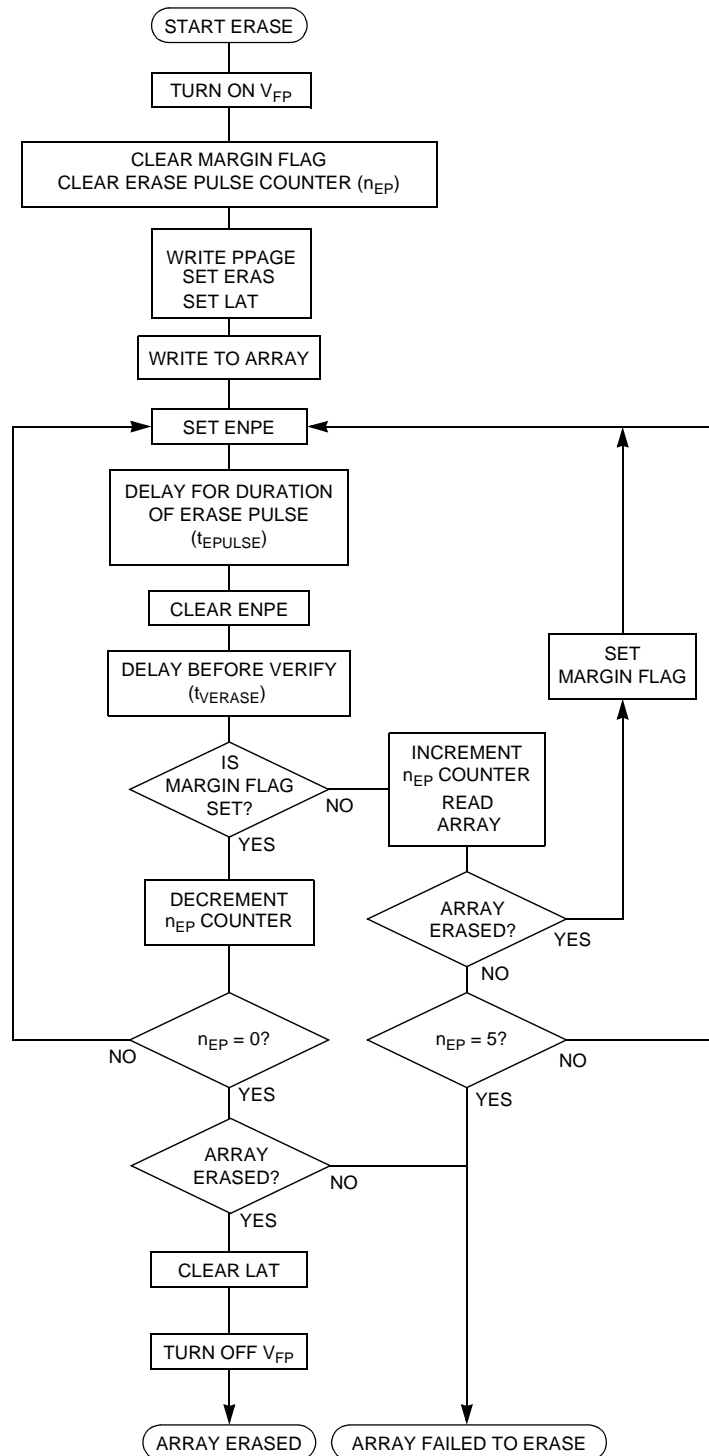 START ERASE
TURN ON VFP
CLEAR MARGIN FLAG
CLEAR ERASE PULSE COUNTER (nEP)
WRITE PPAGE
SET ERAS
SET LAT
WRITE TO ARRAY
SET ENPE
DELAY FOR DURATION
OF ERASE PULSE
(tEPULSE)
CLEAR ENPE
DELAY BEFORE VERIFY
(tVERASE)
SET
MARGIN FLAG
IS
MARGIN FLAG
SET?
NO
YES
INCREMENT
nEP COUNTER
READ
ARRAY
DECREMENT
nEP COUNTER
ARRAY
ERASED?
YES
NO
nEP = 0?
NO
YES
nEP = 5?
NO
YES
ARRAY
ERASED?
NO
YES
CLEAR LAT
TURN OFF VFP
ARRAY ERASED
ARRAY FAILED TO ERASE